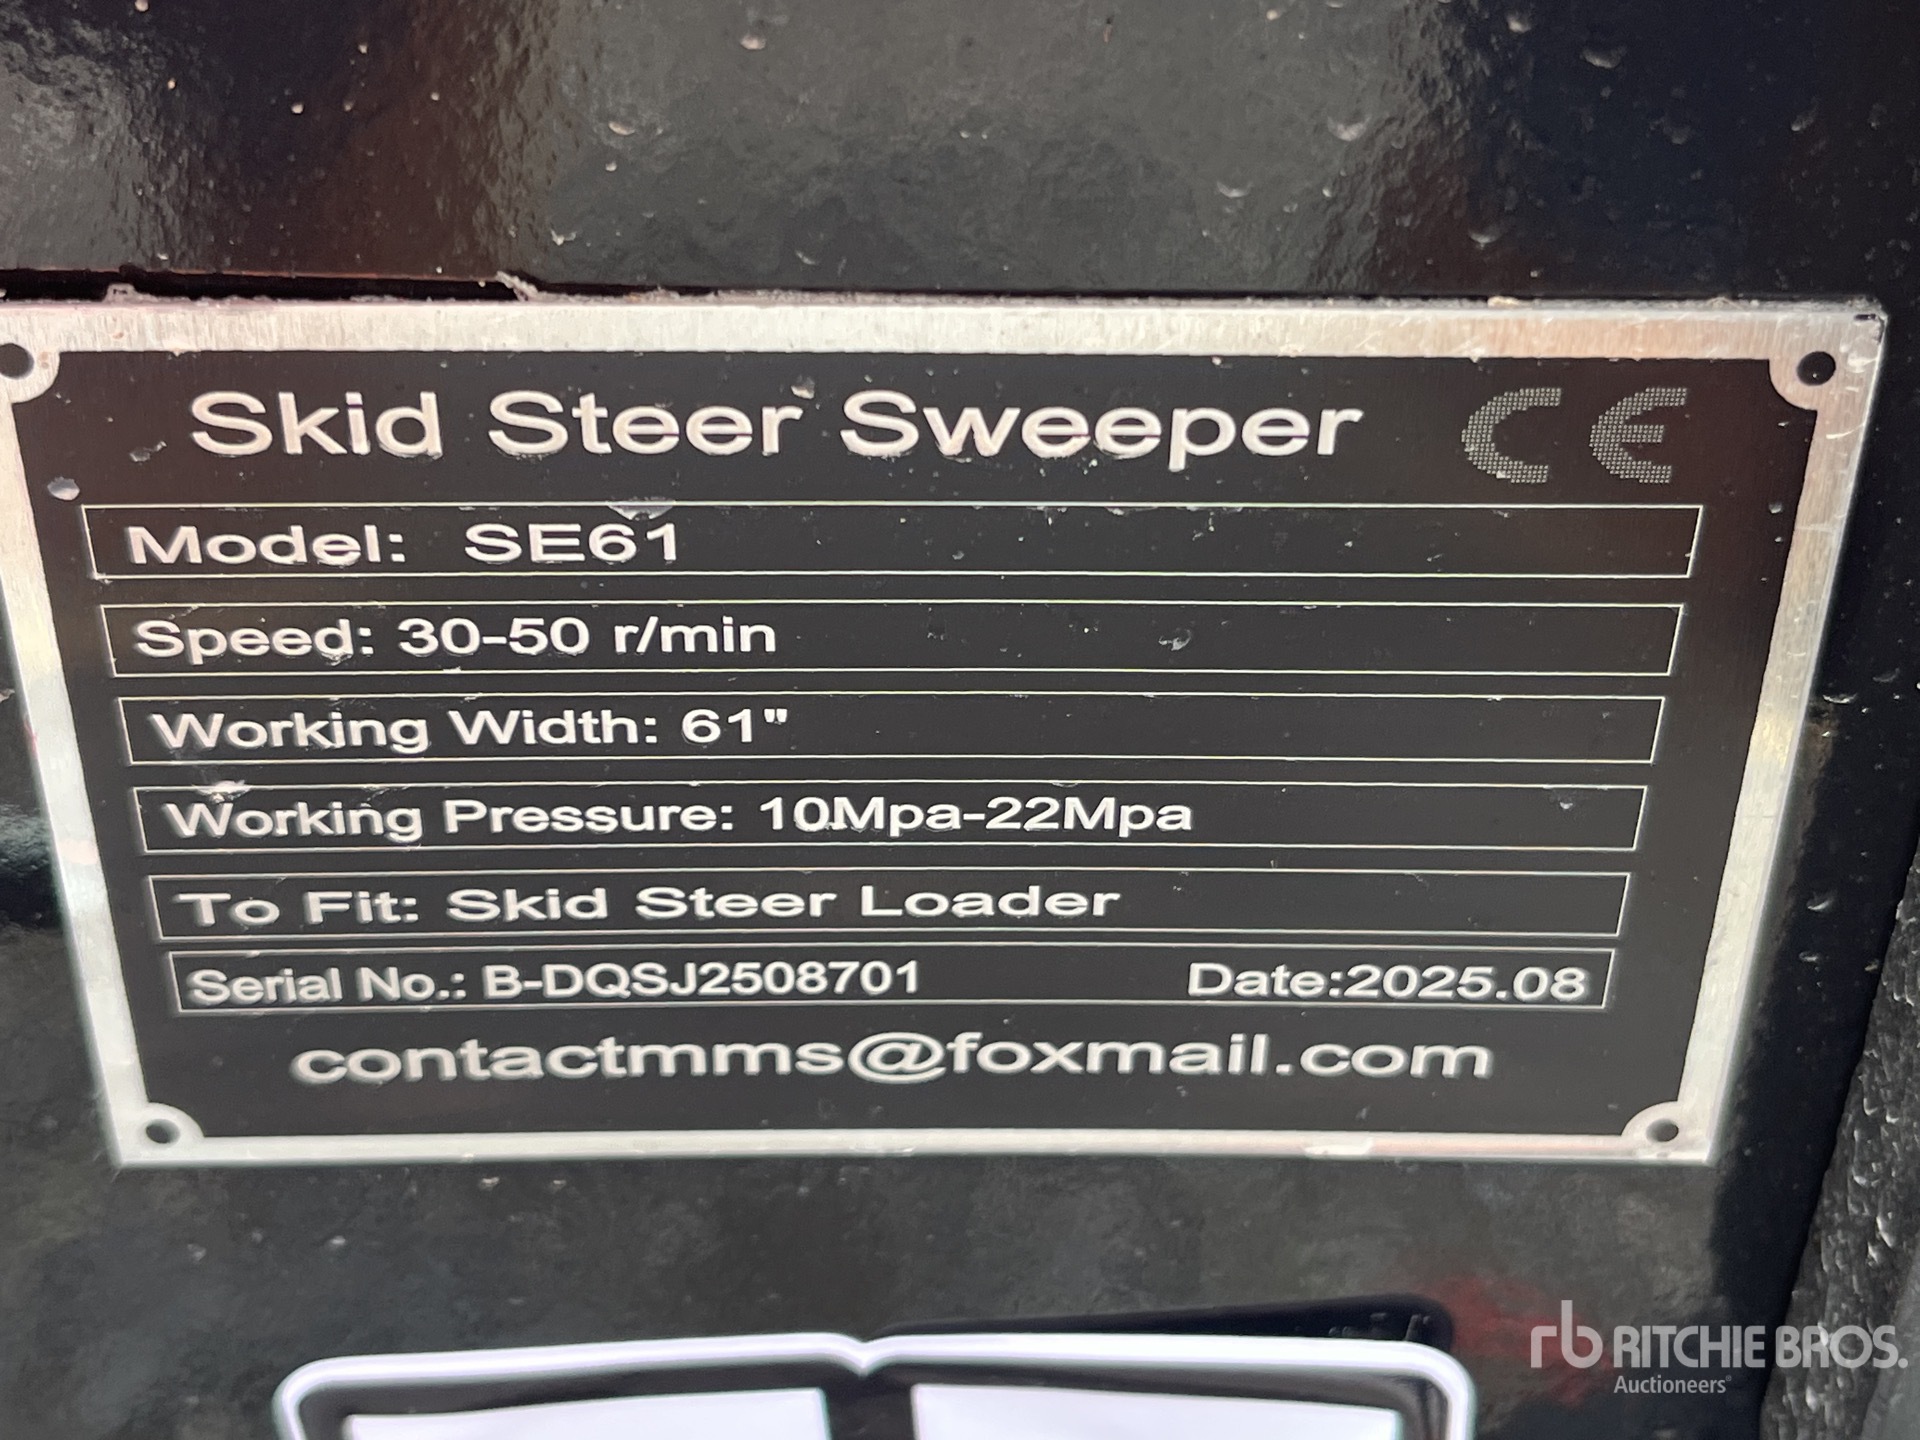 Skid Steer Sweeper CE
Model: SE61
Speed: 30-50 r/min
Working Width: 61"
Working Pressure: 10Mpa-22Mpa
To Fit: Skid Steer Loader
Serial No.: B-DQSJ2508701 Date:2025.08
contactmms@foxmail.com
rb RITCHIE BROS.
Auctioneers